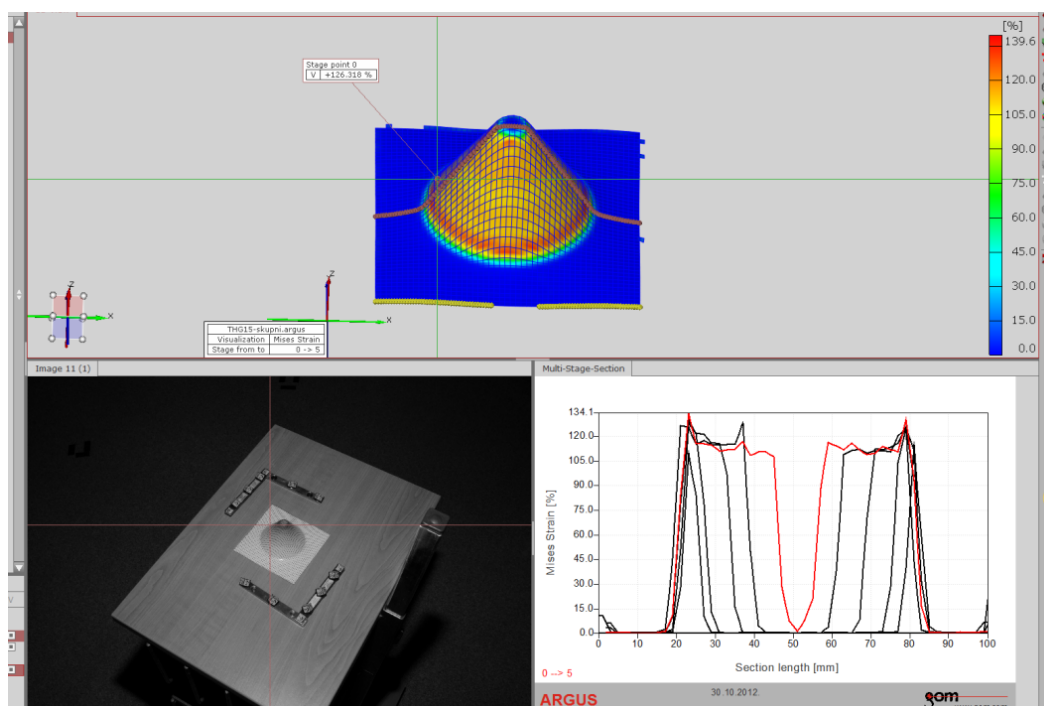 [%]
139.6
120.0
105.0
90.0
75.0
60.0
45.0
30.0
15.0
0.0
Stage point 0
V +126.318 %
Z
X
Z
X
THG15-skupni.argus
Visualization Mises Strain
Stage from to 0 -> 5
Image 11 (1)
Multi-Stage-Section
134.1
120.0
105.0
90.0
75.0
60.0
45.0
30.0
15.0
0.0
Mises Strain [%]
0 10 20 30 40 50 60 70 80 90 100
Section length [mm]
0 --> 5
ARGUS
30.10.2012.
gom